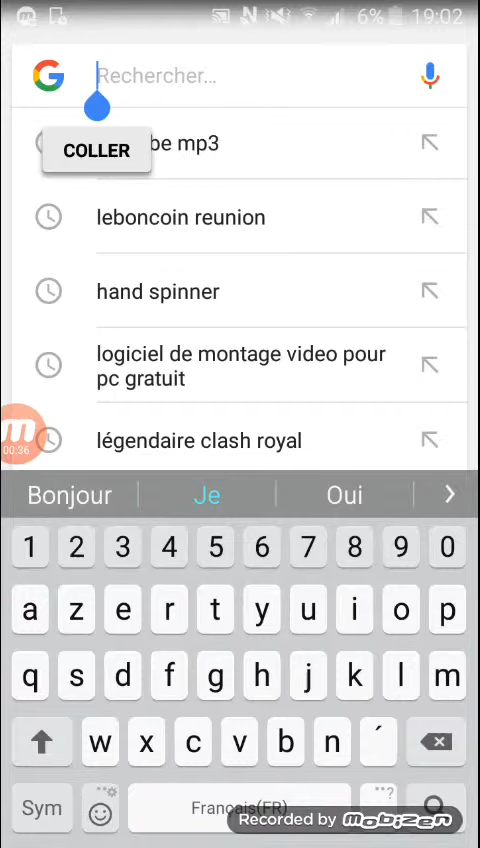 6% 19:02
Rechercher...
COLLER
be mp3
leboncoin reunion
hand spinner
logiciel de montage video pour
pc gratuit
légendaire clash royal
00:36
Bonjour Je Oui
1 2 3 4 5 6 7 8 9 0
a z e r t y u i o p
q s d f g h j k l m
w x c v b n ´
Sym Français(FR)
Recorded by mobizen